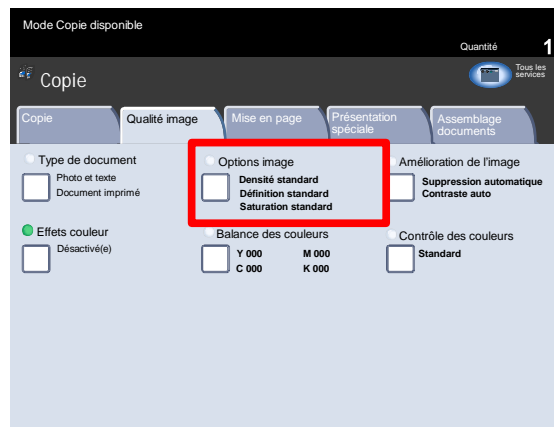 Mode Copie disponible
Quantité 1
Copie
Tous les
services
Copie
Qualité image
Mise en page
Présentation
spéciale
Assemblage
documents
Type de document
Photo et texte
Document imprimé
Options image
Densité standard
Définition standard
Saturation standard
Amélioration de l'image
Suppression automatique
Contraste auto
Effets couleur
Désactivé(e)
Balance des couleurs
Y 000 M 000
C 000 K 000
Contrôle des couleurs
Standard